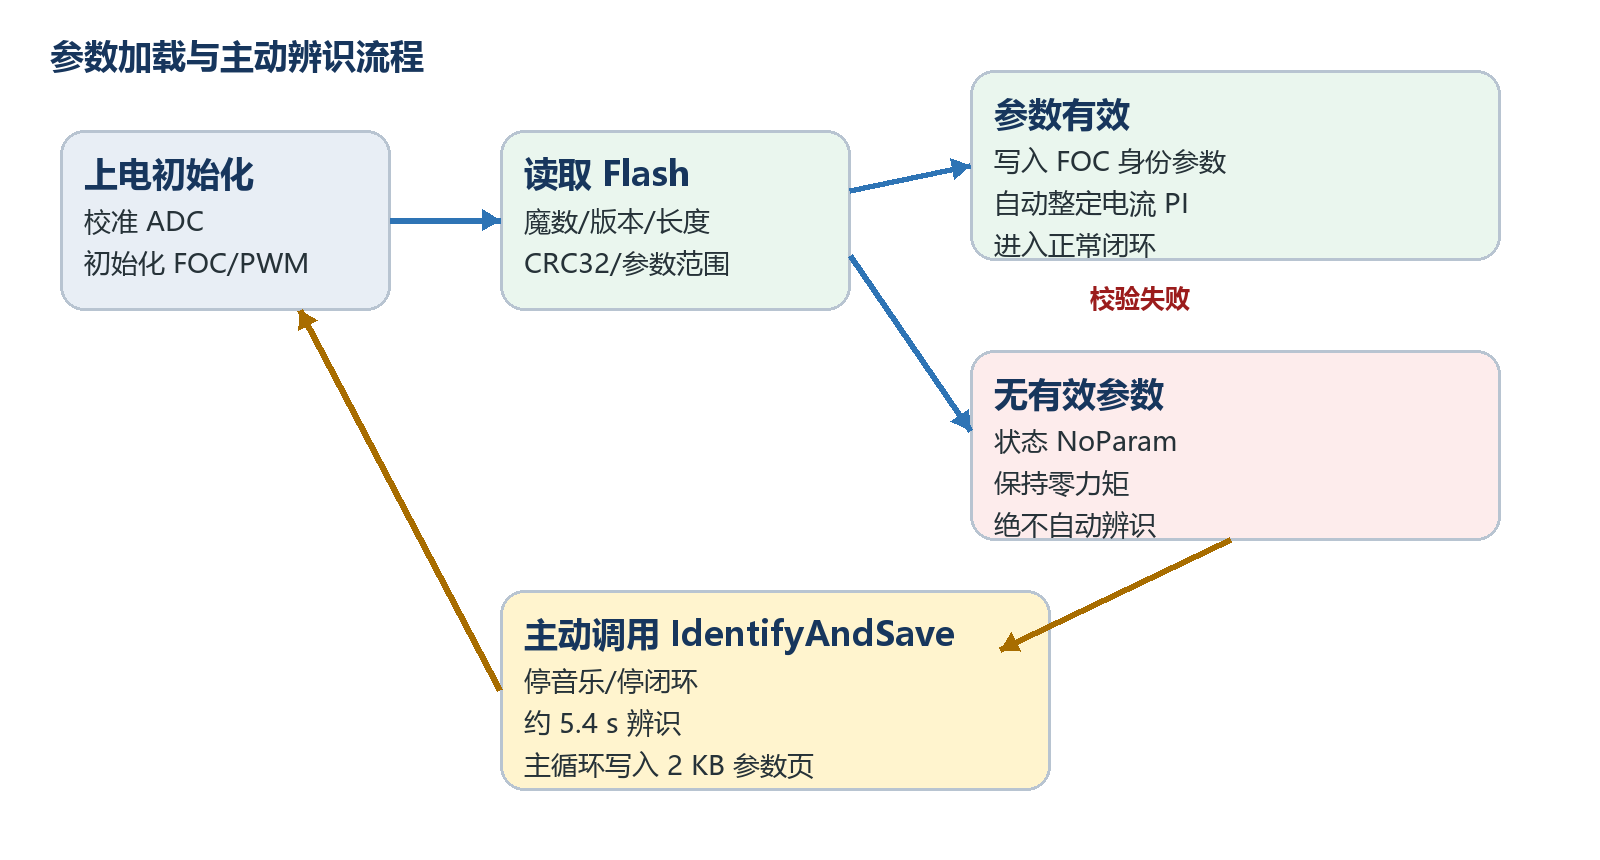 参数加载与主动辨识流程
上电初始化
校准 ADC
初始化 FOC/PWM
读取 Flash
魔数/版本/长度
CRC32/参数范围
参数有效
写入 FOC 身份参数
自动整定电流 PI
进入正常闭环
校验失败
无有效参数
状态 NoParam
保持零力矩
绝不自动辨识
主动调用 IdentifyAndSave
停音乐/停闭环
约 5.4 s 辨识
主循环写入 2 KB 参数页